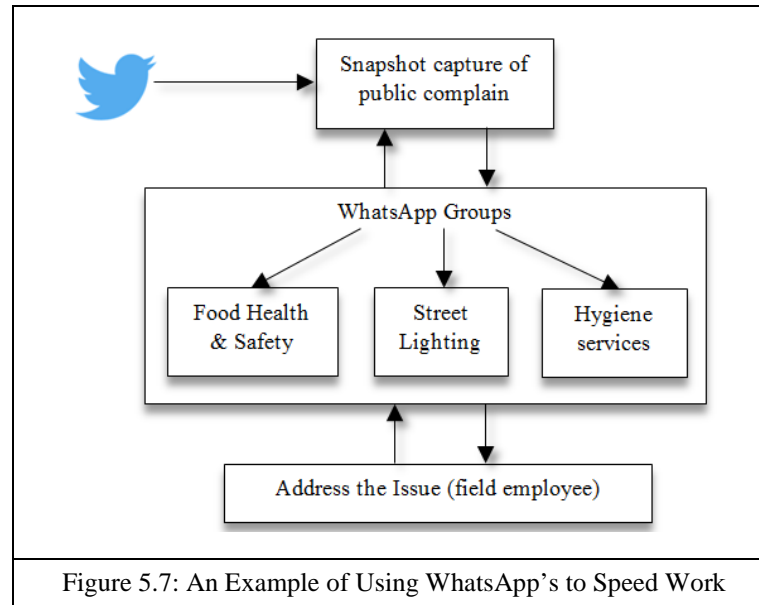 Snapshot capture of
public complain
WhatsApp Groups
Food Health
& Safety
Street
Lighting
Hygiene
services
Address the Issue (field employee)
Figure 5.7: An Example of Using WhatsApp’s to Speed Work